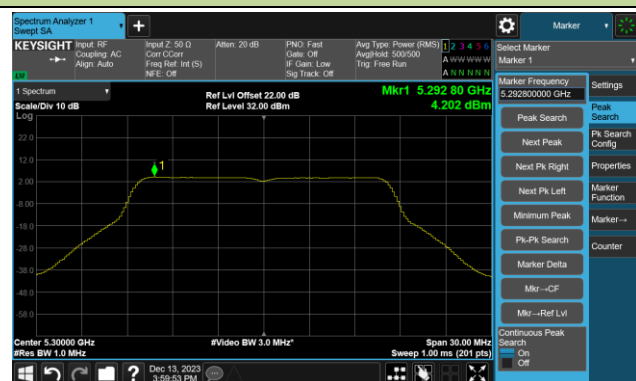 Spectrum Analyzer 1
Swept SA
+
Marker
KEYSIGHT
Input: RF
Coupling: AC
Align: Auto
Input Z: 50 Ω
Corr CCorr
Freq Ref: Int (S)
NFE: Off
Atten: 20 dB
PNO: Fast
Gate: Off
IF Gain: Low
Sig Track: Off
Avg Type: Power (RMS)
Avg|Hold: 500/500
Trig: Free Run
1 2 3 4 5 6
A W W W W W
A N N N N N
LV
Select Marker
Marker 1
1 Spectrum
Scale/Div 10 dB
Log
Ref Lvl Offset 22.00 dB
Ref Level 32.00 dBm
Mkr1 5.292 80 GHz
4.202 dBm
22.0
12.0
2.00
-8.00
-18.0
-28.0
-38.0
-48.0
-58.0
1
Center 5.30000 GHz
#Res BW 1.0 MHz
#Video BW 3.0 MHz*
Span 30.00 MHz
Sweep 1.00 ms (201 pts)
Marker Frequency
5.292800000 GHz
Peak Search
Next Peak
Next Pk Right
Next Pk Left
Minimum Peak
Pk-Pk Search
Marker Delta
Mkr→CF
Mkr→Ref Lvl
Continuous Peak
Search
On
Off
Settings
Peak
Search
Pk Search
Config
Properties
Marker
Function
Marker→
Counter
?
Dec 13, 2023
3:59:53 PM